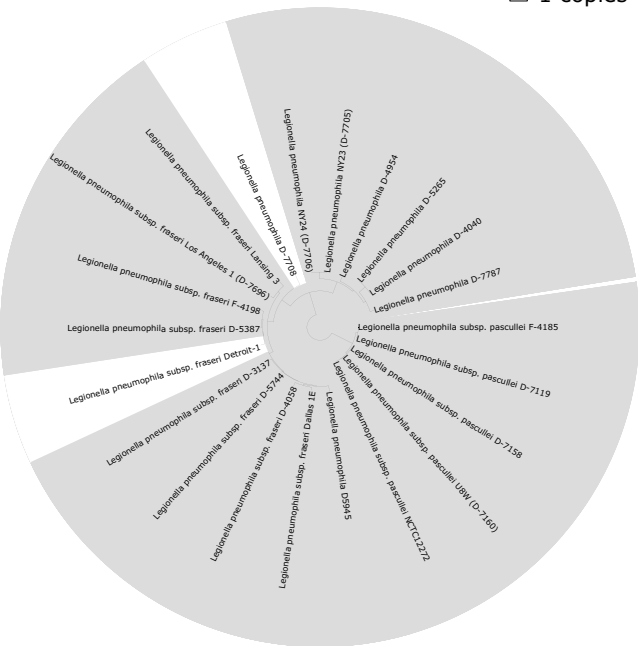 1 copies
Legionella pneumophila NY24 (D-7706)
Legionella pneumophila NY23 (D-7705)
Legionella pneumophila D-4954
Legionella pneumophila D-5265
Legionella pneumophila D-4040
Legionella pneumophila D-7787
Legionella pneumophila subsp. pascullei F-4185
Legionella pneumophila subsp. pascullei D-7119
Legionella pneumophila subsp. pascullei D-7158
Legionella pneumophila subsp. pascullei U8W (D-7160)
Legionella pneumophila subsp. pascullei NCTC12272
Legionella pneumophila D5945
Legionella pneumophila subsp. fraseri Dallas 1E
Legionella pneumophila subsp. fraseri D-4058
Legionella pneumophila subsp. fraseri D-5744
Legionella pneumophila subsp. fraseri D-3137
Legionella pneumophila subsp. fraseri Detroit-1
Legionella pneumophila subsp. fraseri D-5387
Legionella pneumophila subsp. fraseri F-4198
Legionella pneumophila subsp. fraseri Los Angeles 1 (D-7696)
Legionella pneumophila subsp. fraseri Lansing 3
Legionella pneumophila D-7708